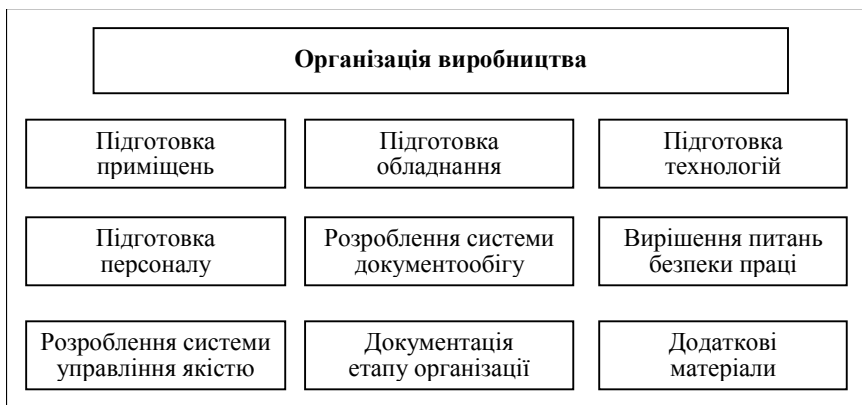 Організація виробництва
Підготовка
приміщень
Підготовка
обладнання
Підготовка
технологій
Підготовка
персоналу
Розроблення системи
документообігу
Вирішення питань
безпеки праці
Розроблення системи
управління якістю
Документація
етапу організації
Додаткові
матеріали